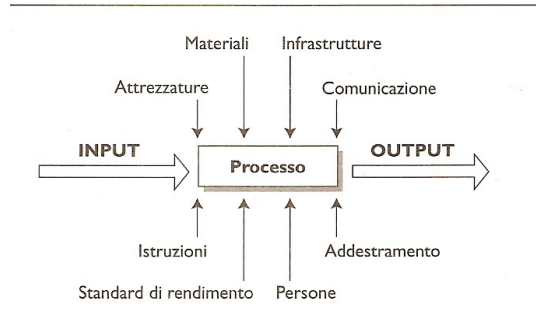 Materiali Infrastrutture
Attrezzature Comunicazione
INPUT Processo OUTPUT
Istruzioni Addestramento
Standard di rendimento Persone